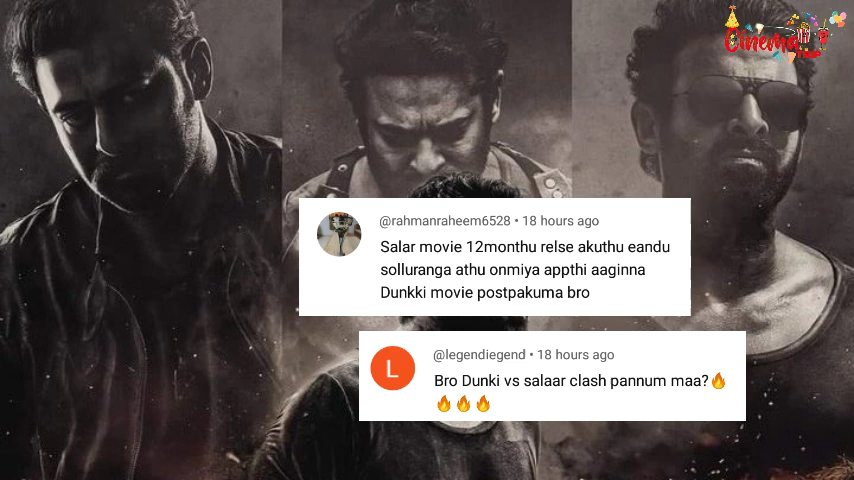 Cinema
@rahmanraheem6528 • 18 hours ago
Salar movie 12monthu relse akuthu eandu
solluranga athu onmiya appthi aaginna
Dunkki movie postpakuma bro
L
@legendiegend • 18 hours ago
Bro Dunki vs salaar clash pannum maa?🔥
🔥🔥🔥